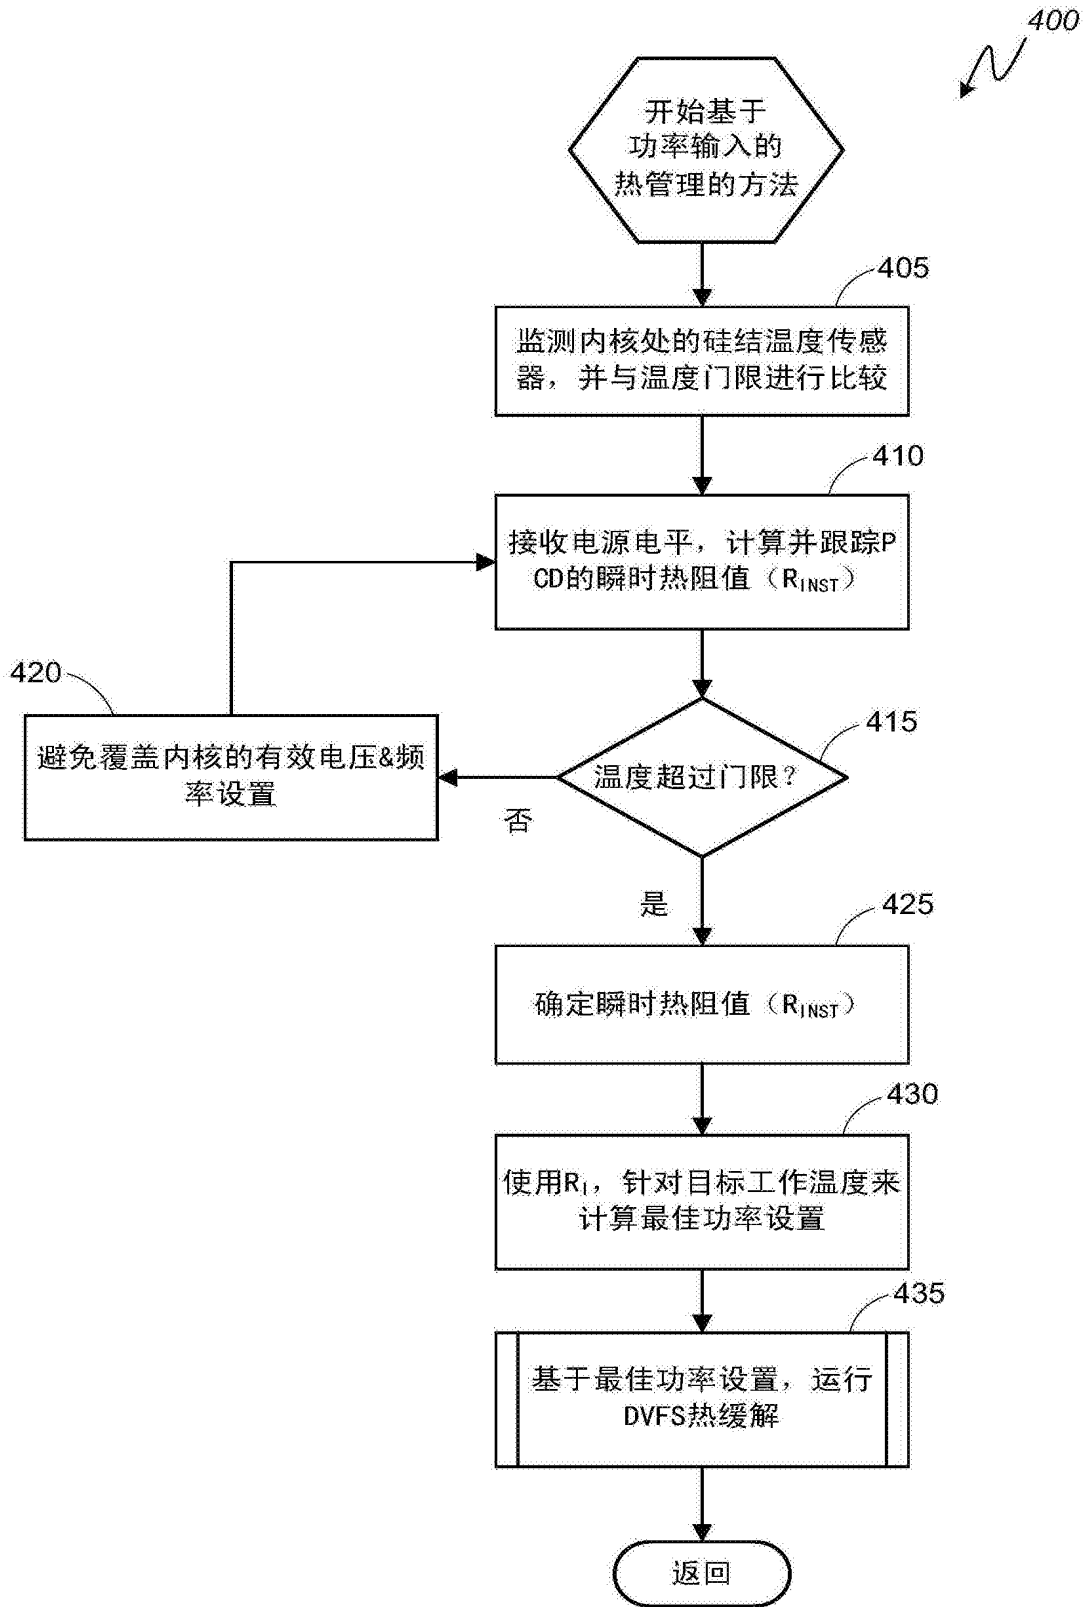 400
开始基于
功率输入的
热管理的方法
405
监测内核处的硅结温度传感
器，并与温度门限进行比较
410
接收电源电平，计算并跟踪P
CD的瞬时热阻值（RINST）
420
避免覆盖内核的有效电压&频
率设置
415
温度超过门限？
否
是
425
确定瞬时热阻值（RINST）
430
使用RI，针对目标工作温度来
计算最佳功率设置
435
基于最佳功率设置，运行
DVFS热缓解
返回